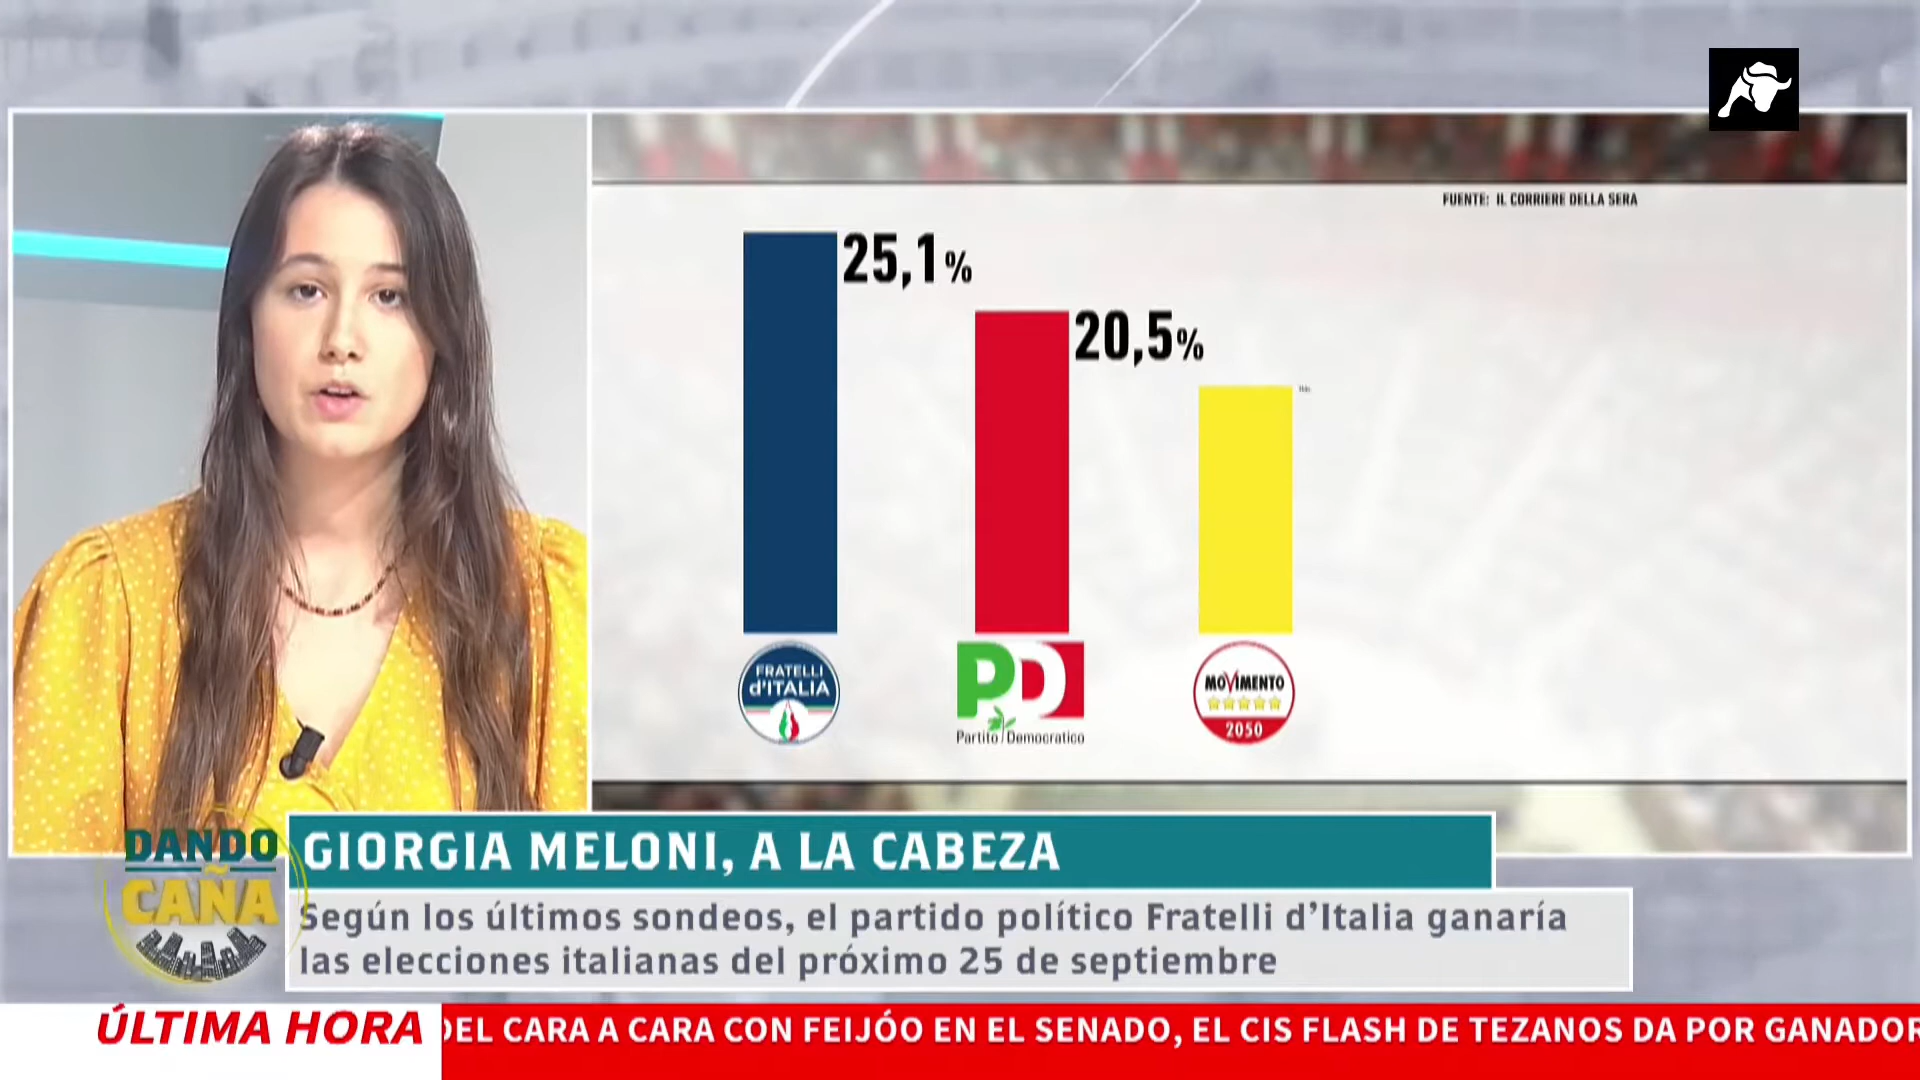 FUENTE: IL CORRIERE DELLA SERA
25,1%
20,5%
FRATELLI
d'ITALIA
PD
Partito Democratico
MOVIMENTO
2050
DANDO
CAÑA
GIORGIA MELONI, A LA CABEZA
Según los últimos sondeos, el partido político Fratelli d'Italia ganaría
las elecciones italianas del próximo 25 de septiembre
ÚLTIMA HORA
DEL CARA A CARA CON FEIJÓO EN EL SENADO, EL CIS FLASH DE TEZANOS DA POR GANADOR